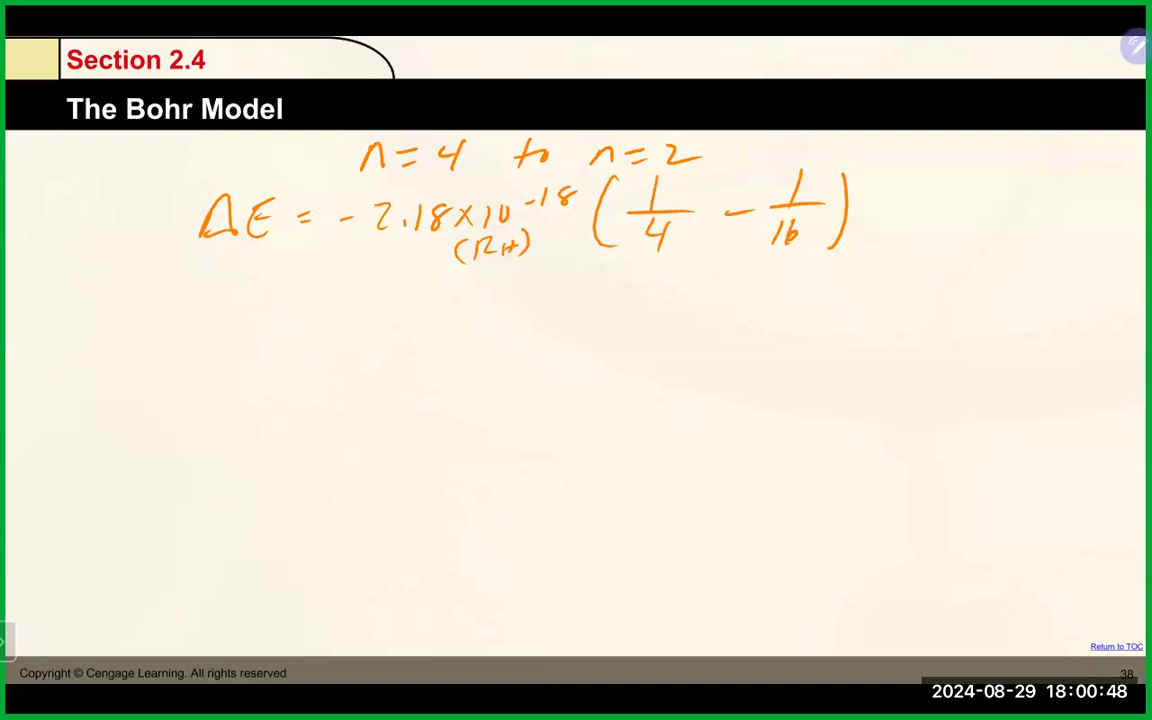 Section 2.4
The Bohr Model
n = 4 to n = 2
ΔE = - 2.18 x 10^-18 (1/4 - 1/16)
(RH)
Return to TOC
Copyright © Cengage Learning. All rights reserved
38
2024-08-29 18:00:48